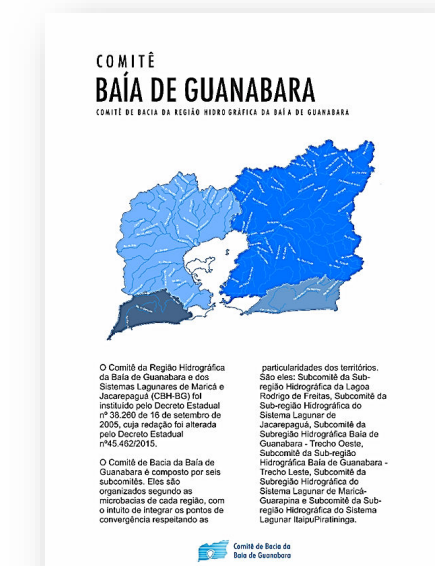 COMITÊ
BAÍA DE GUANABARA
COMITÊ DE BACIA DA REGIÃO HIDROGRÁFICA DA BAÍA DE GUANABARA
O Comitê da Região Hidrográfica
da Baía de Guanabara e dos
Sistemas Lagunares de Maricá e
Jacarepaguá (CBH-BG) foi
instituído pelo Decreto Estadual
nº 38.260 de 16 de setembro de
2005, cuja redação foi alterada
pelo Decreto Estadual
nº45.462/2015.
O Comitê de Bacia da Baía de
Guanabara é composto por seis
subcomitês. Eles são
organizados segundo as
microbacias de cada região, com
o intuito de integrar os pontos de
convergência respeitando as
particularidades dos territórios.
São eles: Subcomitê da Sub-
região Hidrográfica da Lagoa
Rodrigo de Freitas, Subcomitê da
Sub-região Hidrográfica do
Sistema Lagunar de
Jacarepaguá, Subcomitê da
Subregião Hidrográfica Baía de
Guanabara - Trecho Oeste,
Subcomitê da Sub-região
Hidrográfica Baía de Guanabara -
Trecho Leste, Subcomitê da
Subregião Hidrográfica do
Sistema Lagunar de Maricá-
Guarapina e Subcomitê da Sub-
região Hidrográfica do Sistema
Lagunar ItaipuPiratininga.
Comitê de Bacia da
Baía de Guanabara